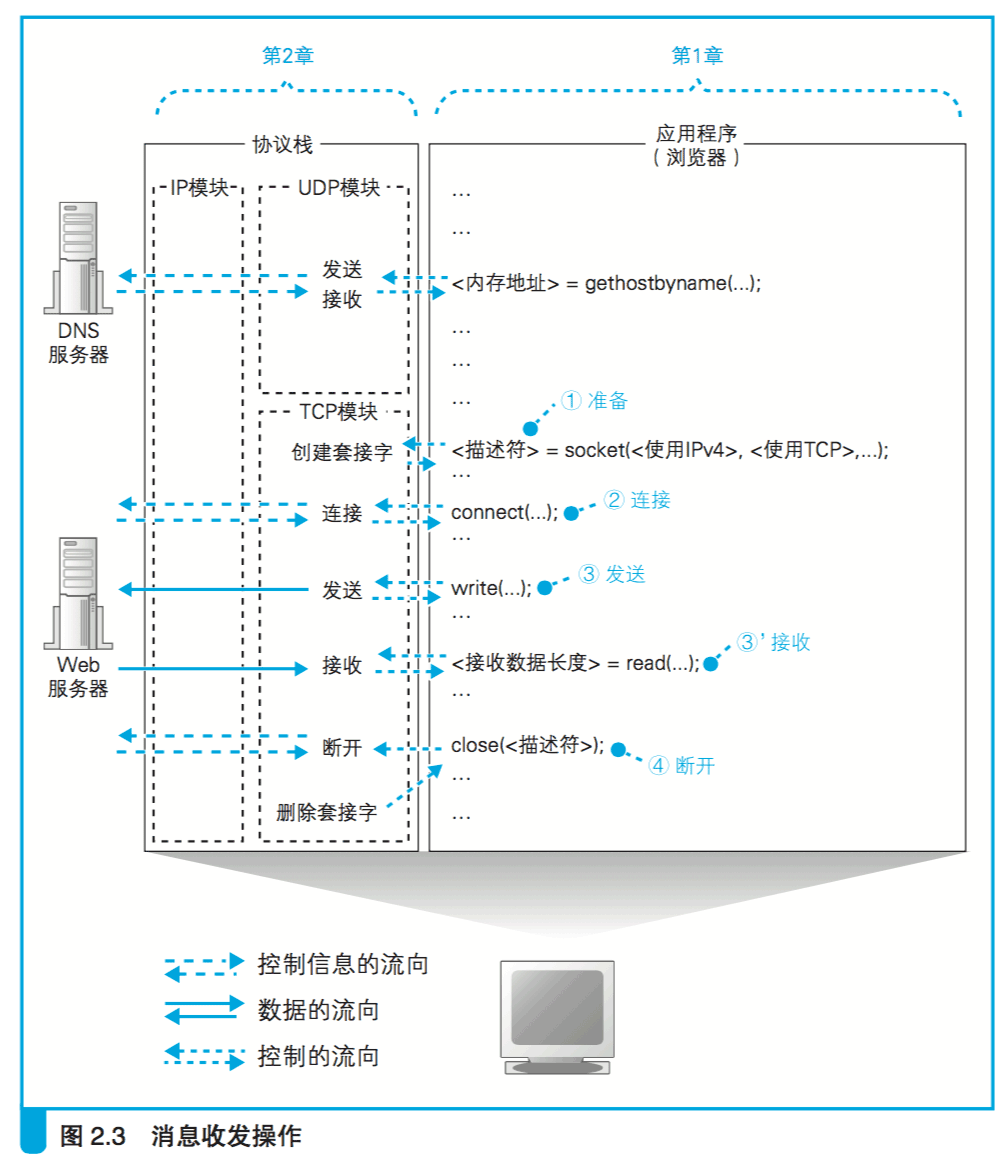 第2章
第1章
协议栈
应用程序
（浏览器）
IP模块
UDP模块
...
...
发送
接收
<内存地址> = gethostbyname(...);
DNS
服务器
...
...
...
① 准备
TCP模块
创建套接字
<描述符> = socket(<使用IPv4>, <使用TCP>,...);
...
② 连接
连接
connect(...);
...
③ 发送
发送
write(...);
...
③' 接收
Web
服务器
接收
<接收数据长度> = read(...);
...
断开
close(<描述符>);
④ 断开
...
删除套接字
...
控制信息的流向
数据的流向
控制的流向
图 2.3 消息收发操作